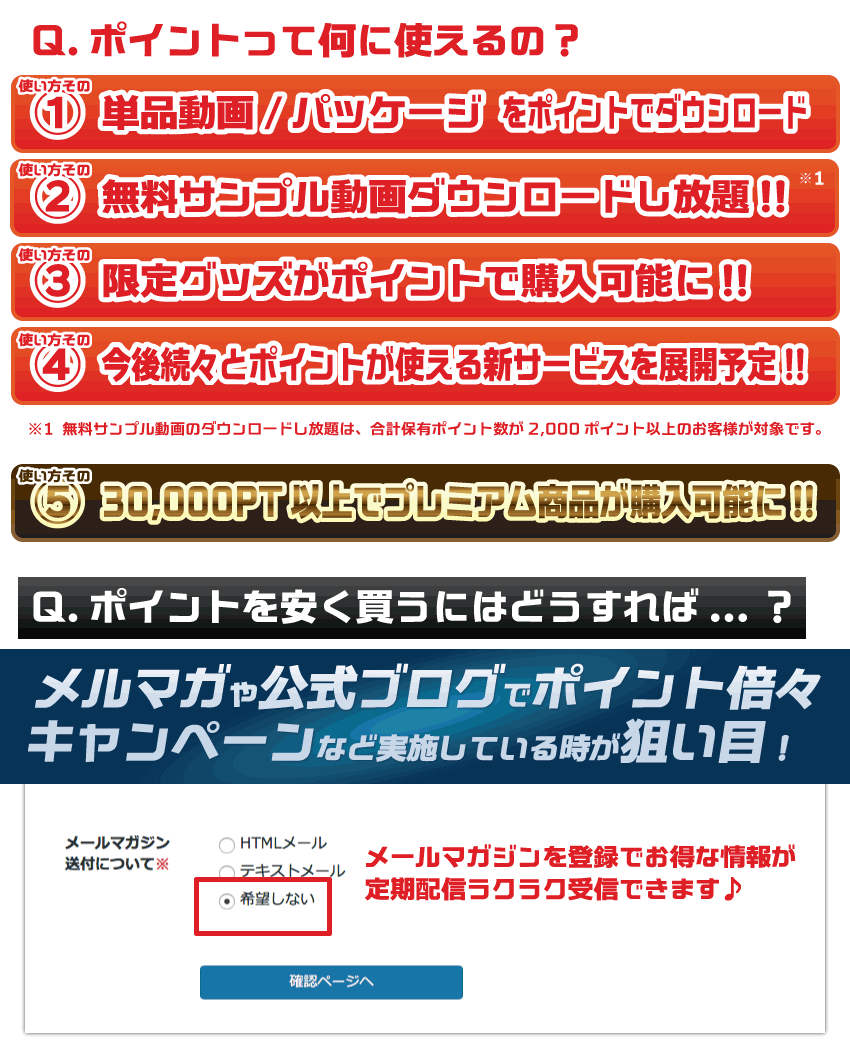 Q. ポイントって何に使えるの？
使い方その
① 単品動画 / パッケージ をポイントでダウンロード
使い方その
② 無料サンプル動画ダウンロードし放題!! ※1
使い方その
③ 限定グッズがポイントで購入可能に!!
使い方その
④ 今後続々とポイントが使える新サービスを展開予定!!
※1 無料サンプル動画のダウンロードし放題は、合計保有ポイント数が 2,000 ポイント以上のお客様が対象です。
使い方その
⑤ 30,000PT 以上でプレミアム商品が購入可能に!!
Q. ポイントを安く買うにはどうすれば... ？
メルマガや公式ブログでポイント倍々
キャンペーンなど実施している時が狙い目！
メールマガジン
送付について※
HTMLメール
テキストメール
希望しない
メールマガジンを登録でお得な情報が
定期配信ラクラク受信できます♪
確認ページへ